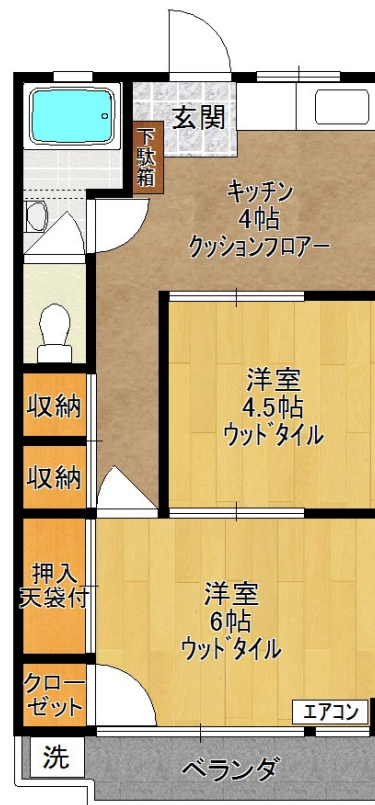 玄関
下駄箱
キッチン
4帖
クッションフロアー
洋室
4.5帖
ウッドタイル
収納
収納
押入
天袋付
洋室
6帖
ウッドタイル
クロー
ゼット
エアコン
洗
ベランダ